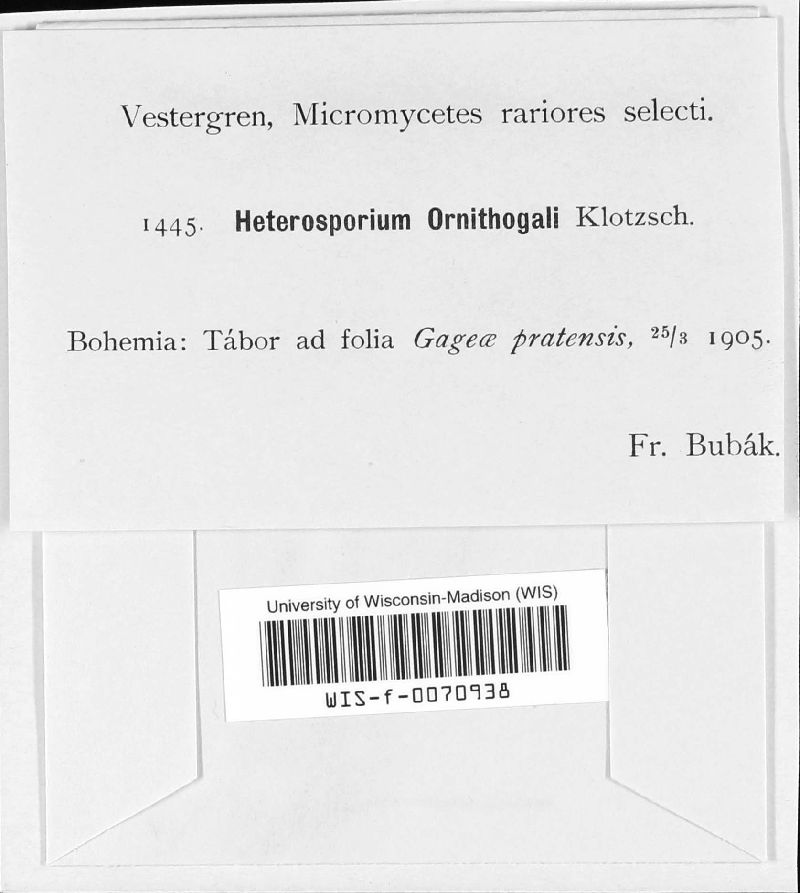 Vestergren, Micromycetes rariores selecti.
1445. Heterosporium Ornithogali Klotzsch.
Bohemia: Tábor ad folia Gageæ pratensis, 25/3 1905.
Fr. Bubák.
University of Wisconsin-Madison (WIS)
WIS-f-0070938